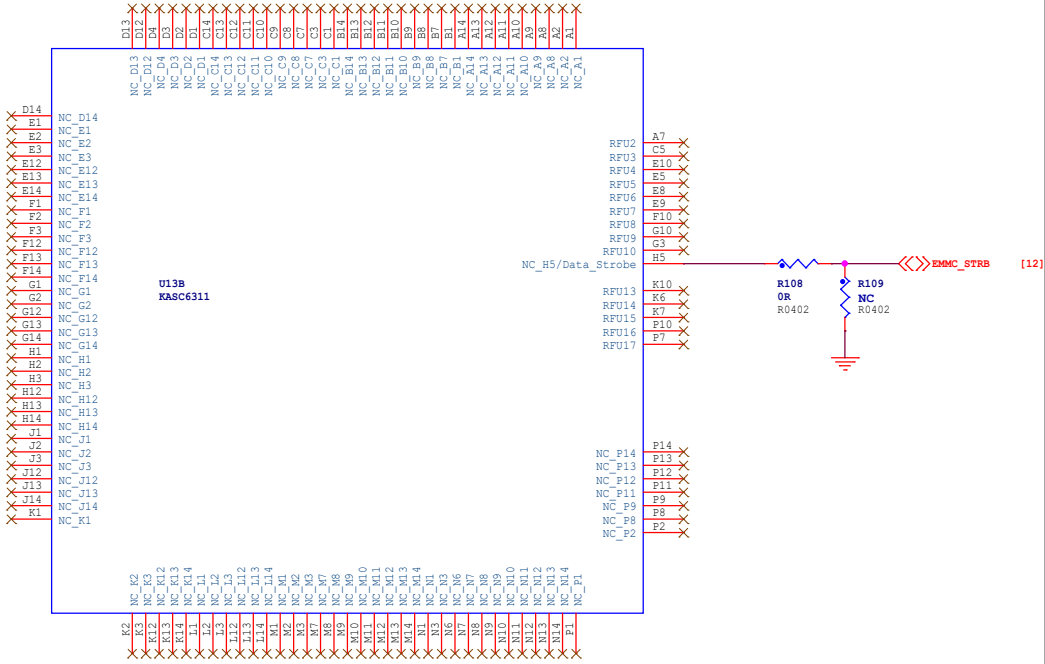 D13 D12 D4 D3 D2 D1 C14 C13 C12 C11 C10 C9 C8 C7 C3 C1 B14 B13 B12 B11 B10 B9 B8 B7 B1 A14 A13 A12 A11 A10 A9 A8 A2 A1
NC_D13 NC_D12 NC_D4 NC_D3 NC_D2 NC_D1 NC_C14 NC_C13 NC_C12 NC_C11 NC_C10 NC_C9 NC_C8 NC_C7 NC_C3 NC_C1 NC_B14 NC_B13 NC_B12 NC_B11 NC_B10 NC_B9 NC_B8 NC_B7 NC_B1 NC_A14 NC_A13 NC_A12 NC_A11 NC_A10 NC_A9 NC_A8 NC_A2 NC_A1
D14 NC_D14
E1 NC_E1
E2 NC_E2
E3 NC_E3
E12 NC_E12
E13 NC_E13
E14 NC_E14
F1 NC_F1
F2 NC_F2
F3 NC_F3
F12 NC_F12
F13 NC_F13
F14 NC_F14
G1 NC_G1
G2 NC_G2
G12 NC_G12
G13 NC_G13
G14 NC_G14
H1 NC_H1
H2 NC_H2
H3 NC_H3
H12 NC_H12
H13 NC_H13
H14 NC_H14
J1 NC_J1
J2 NC_J2
J3 NC_J3
J12 NC_J12
J13 NC_J13
J14 NC_J14
K1 NC_K1
U13B
KASC6311
RFU2 A7
RFU3 C5
RFU4 E10
RFU5 E5
RFU6 E8
RFU7 E9
RFU8 F10
RFU9 G10
RFU10 G3
NC_H5/Data_Strobe H5
RFU13 K10
RFU14 K6
RFU15 K7
RFU16 P10
RFU17 P7
NC_P14 P14
NC_P13 P13
NC_P12 P12
NC_P11 P11
NC_P9 P9
NC_P8 P8
NC_P2 P2
R108
0R
R0402
R109
NC
R0402
EMMC_STRB [12]
NC_K2 NC_K3 NC_K12 NC_K13 NC_K14 NC_L1 NC_L2 NC_L3 NC_L12 NC_L13 NC_L14 NC_M1 NC_M2 NC_M3 NC_M7 NC_M8 NC_M9 NC_M10 NC_M11 NC_M12 NC_M13 NC_M14 NC_N1 NC_N3 NC_N6 NC_N7 NC_N8 NC_N9 NC_N10 NC_N11 NC_N12 NC_N13 NC_N14 NC_P1
K2 K3 K12 K13 K14 L1 L2 L3 L12 L13 L14 M1 M2 M3 M7 M8 M9 M10 M11 M12 M13 M14 N1 N3 N6 N7 N8 N9 N10 N11 N12 N13 N14 P1